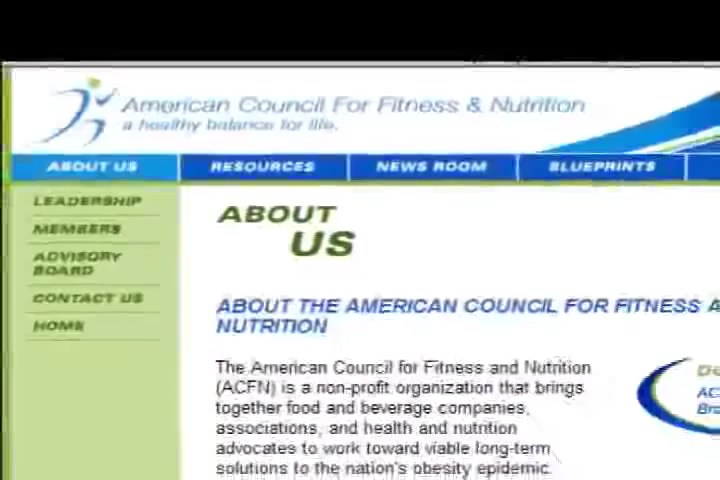 American Council For Fitness & Nutrition
a healthy balance for life.
ABOUT US
RESOURCES
NEWS ROOM
BLUEPRINTS
LEADERSHIP
MEMBERS
ADVISORY
BOARD
CONTACT US
HOME
ABOUT
US
ABOUT THE AMERICAN COUNCIL FOR FITNESS A
NUTRITION
The American Council for Fitness and Nutrition
(ACFN) is a non-profit organization that brings
together food and beverage companies,
associations, and health and nutrition
advocates to work toward viable long-term
solutions to the nation's obesity epidemic.